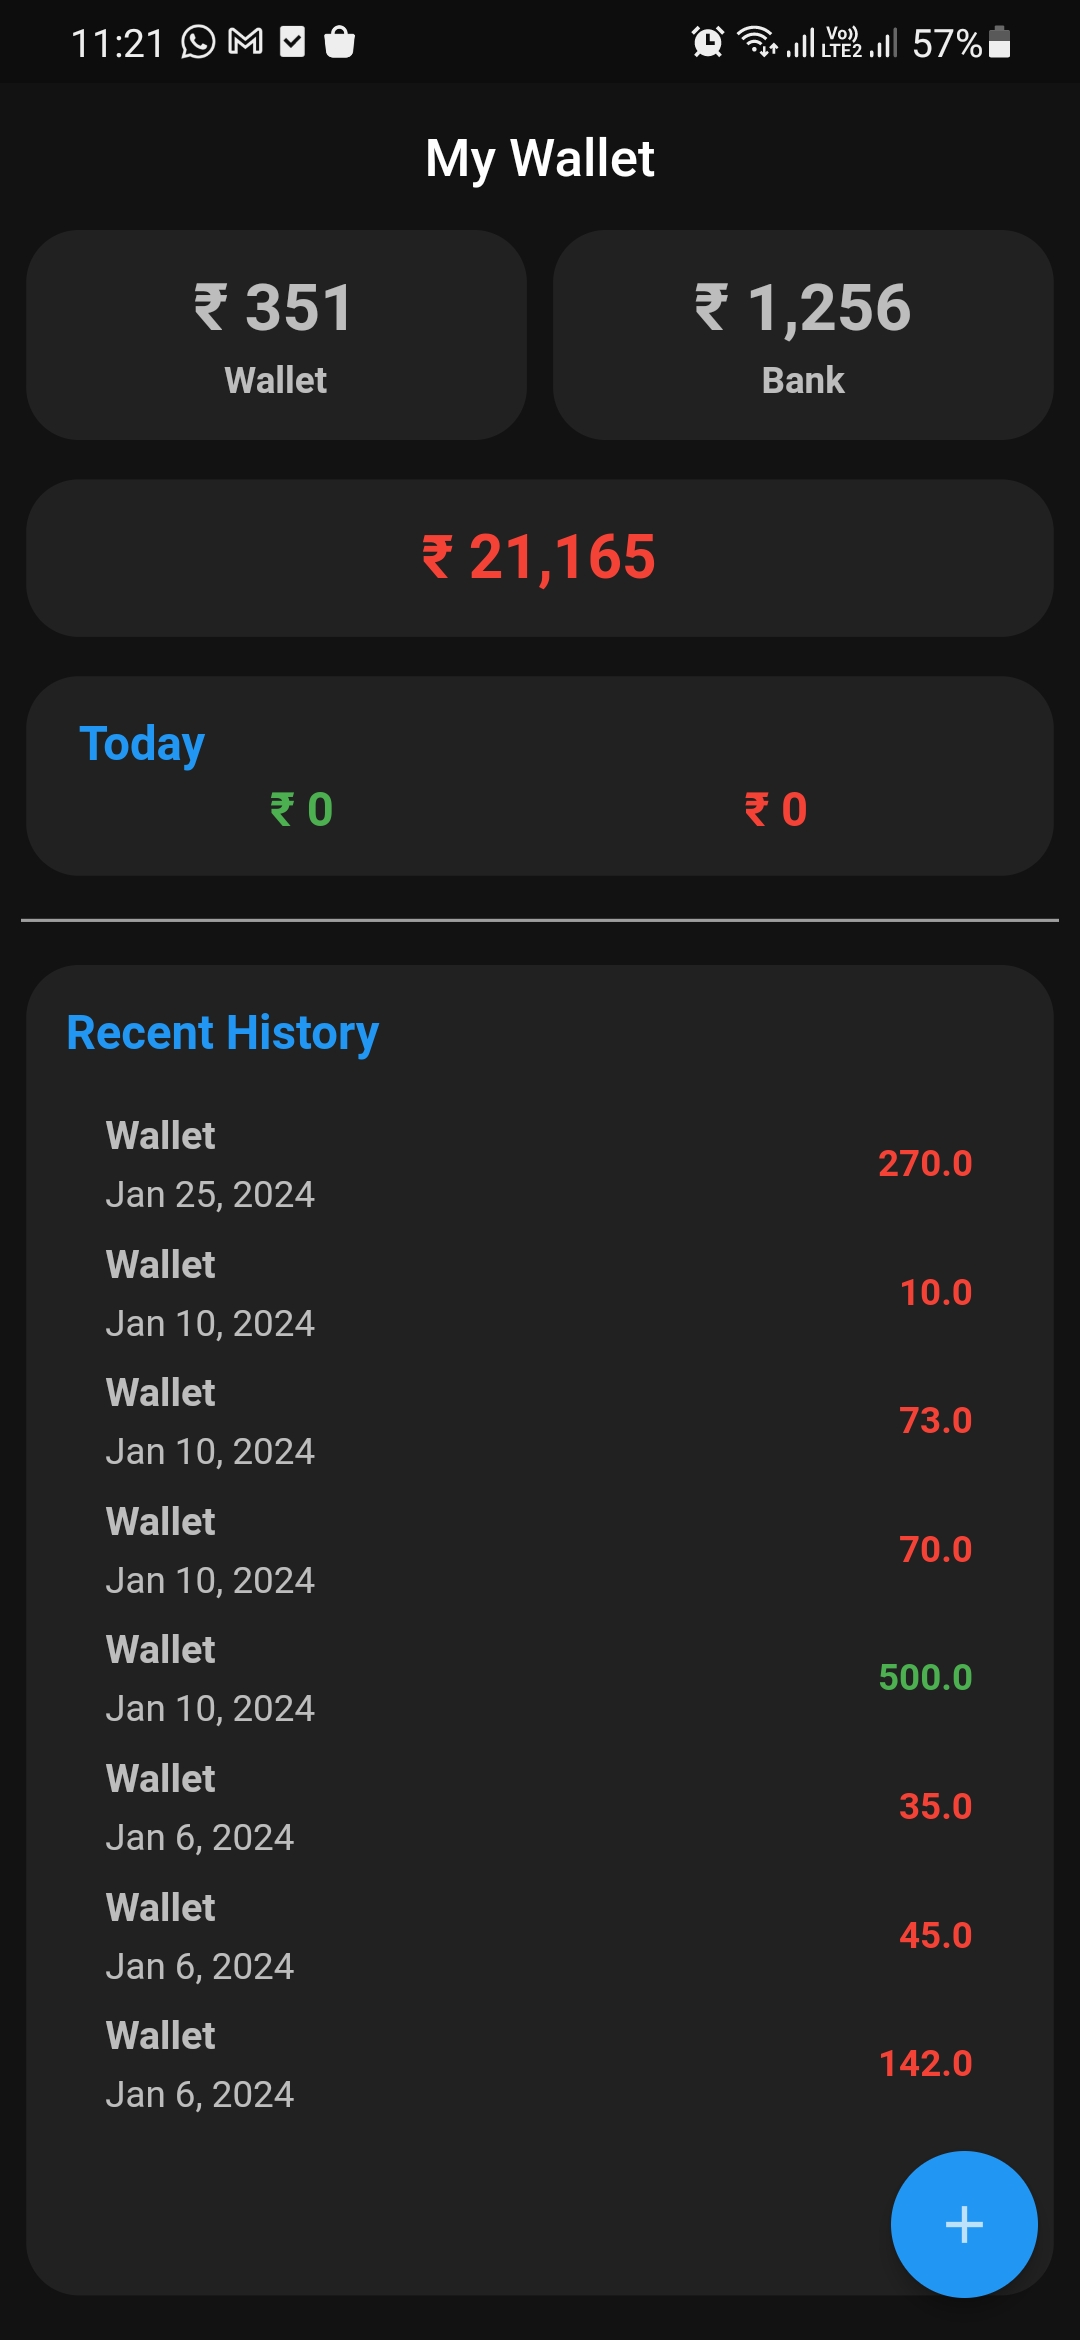 11:21 Vo)) LTE2 57%
My Wallet
₹ 351 ₹ 1,256
Wallet Bank
₹ 21,165
Today
₹ 0 ₹ 0
Recent History
Wallet
270.0
Jan 25, 2024
Wallet
10.0
Jan 10, 2024
Wallet
73.0
Jan 10, 2024
Wallet
70.0
Jan 10, 2024
Wallet
500.0
Jan 10, 2024
Wallet
35.0
Jan 6, 2024
Wallet
45.0
Jan 6, 2024
Wallet
142.0
Jan 6, 2024
+